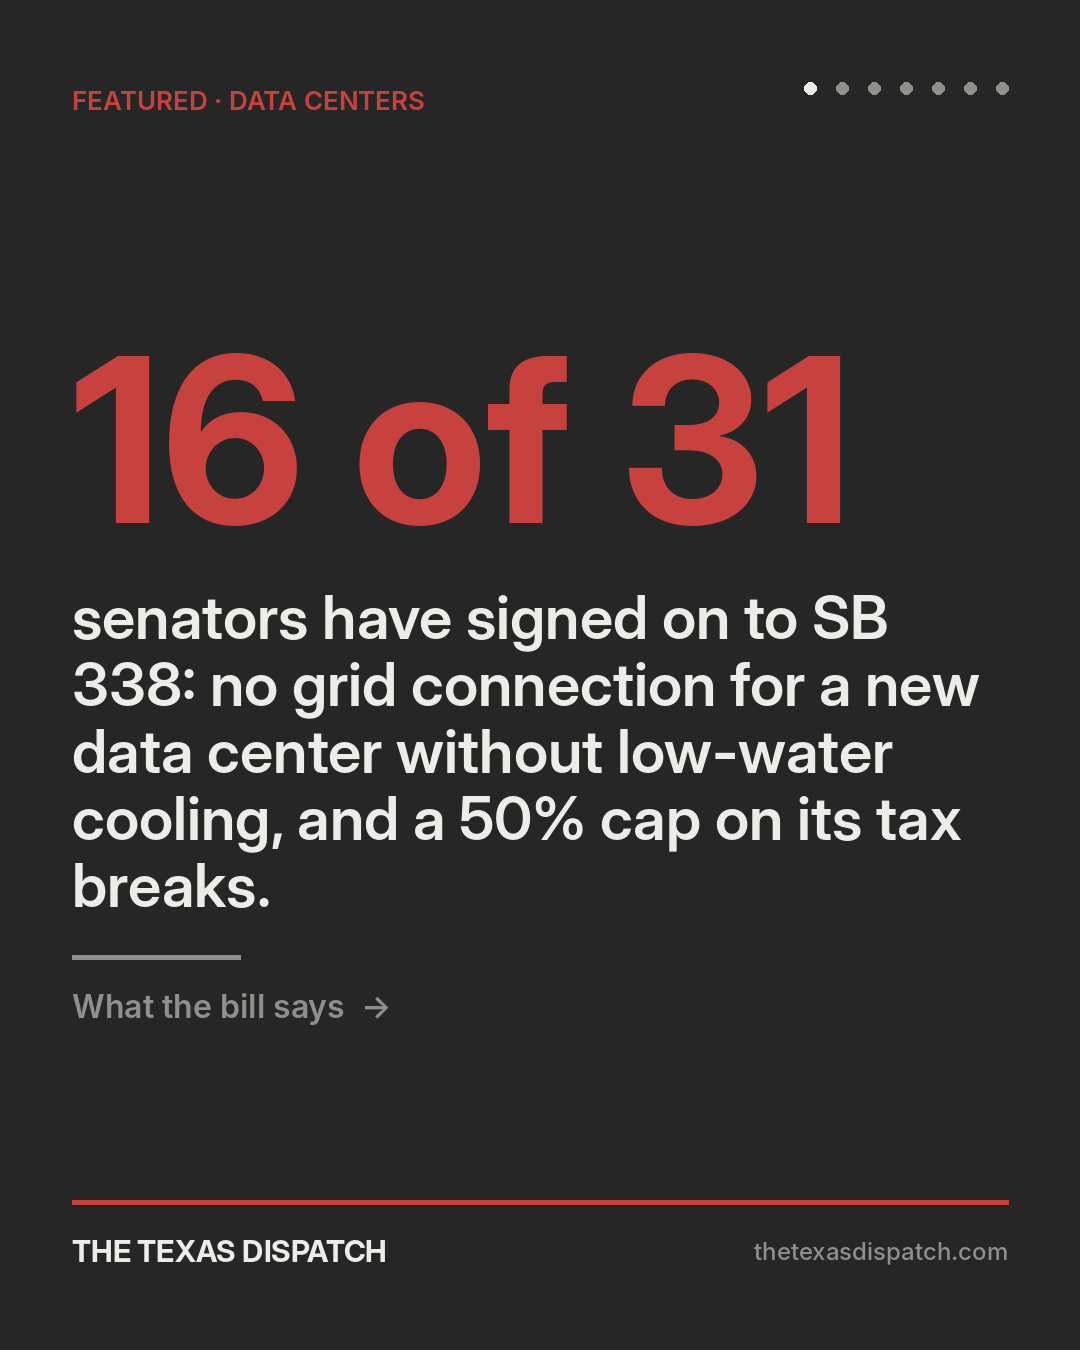 FEATURED · DATA CENTERS
16 of 31
senators have signed on to SB
338: no grid connection for a new
data center without low-water
cooling, and a 50% cap on its tax
breaks.
What the bill says →
THE TEXAS DISPATCH
thetexasdispatch.com